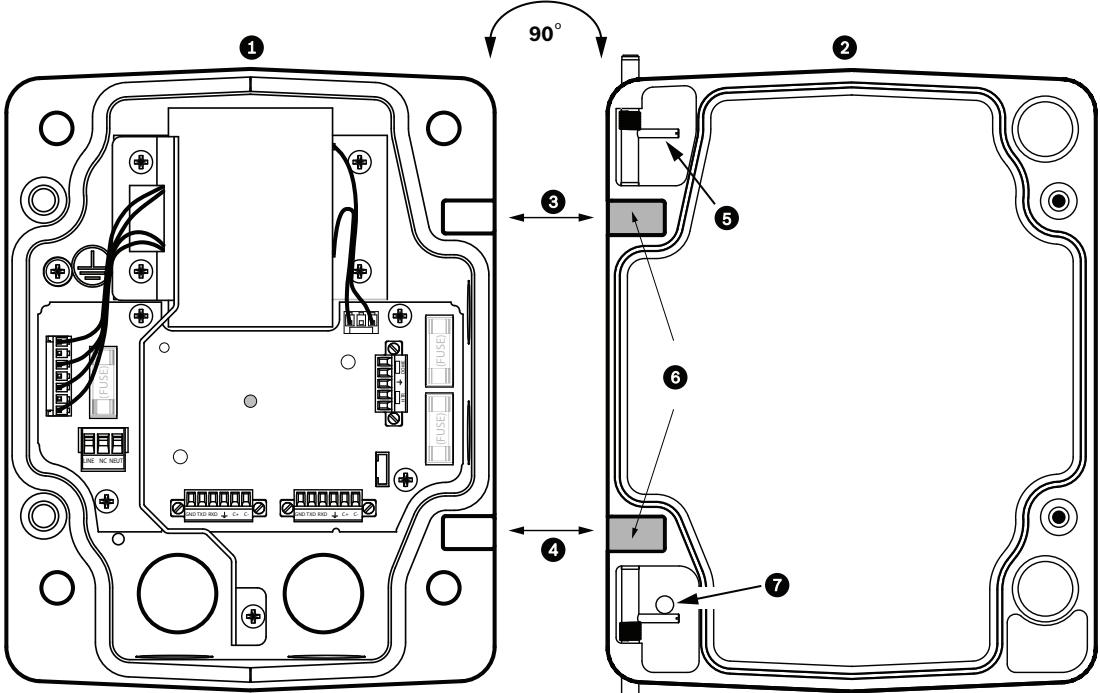 90°
1
2
3
5
6
(FUSE)
(FUSE)
(FUSE)
LINE NC NEUT
GND TXD RXD C+ C-
GND TXD RXD C+ C-
4
7